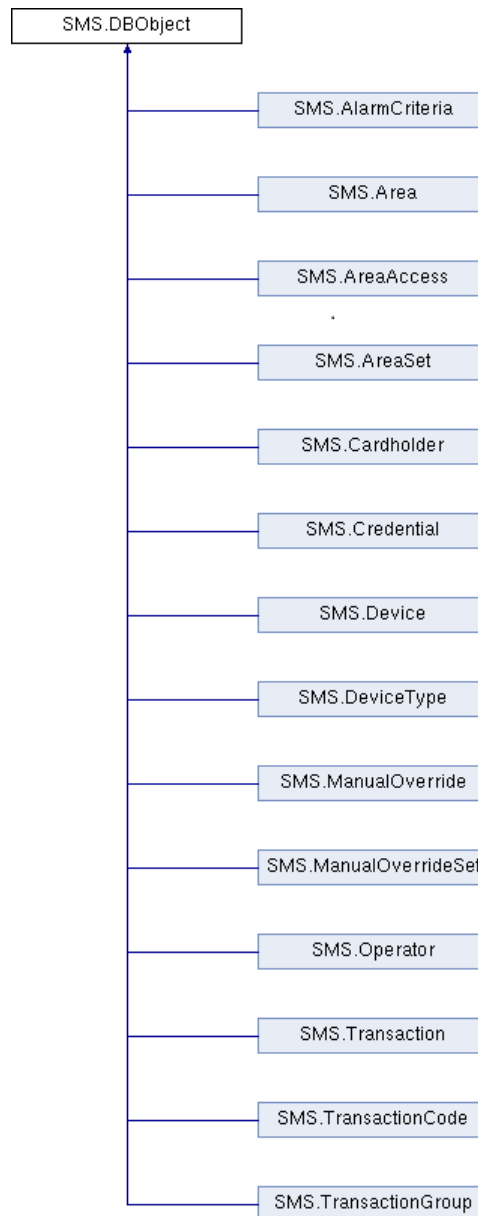 SMS.DBObject
SMS.AlarmCriteria
SMS.Area
SMS.AreaAccess
SMS.AreaSet
SMS.Cardholder
SMS.Credential
SMS.Device
SMS.DeviceType
SMS.ManualOverride
SMS.ManualOverrideSet
SMS.Operator
SMS.Transaction
SMS.TransactionCode
SMS.TransactionGroup